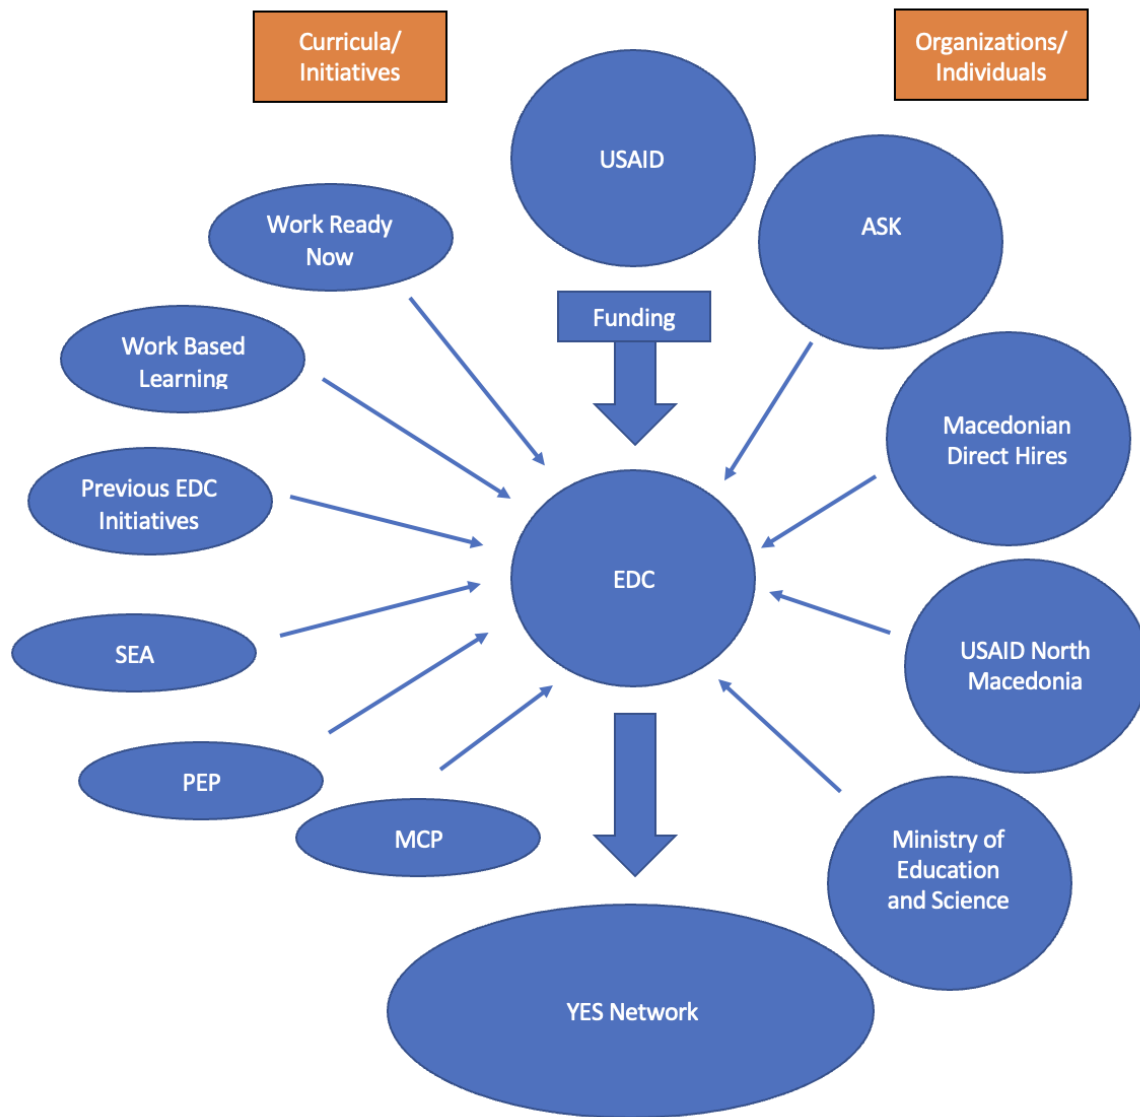 Curricula/
Initiatives
Organizations/
Individuals
USAID
ASK
Work Ready
Now
Funding
Work Based
Learning
Macedonian
Direct Hires
Previous EDC
Initiatives
EDC
SEA
USAID North
Macedonia
PEP
MCP
Ministry of
Education
and Science
YES Network